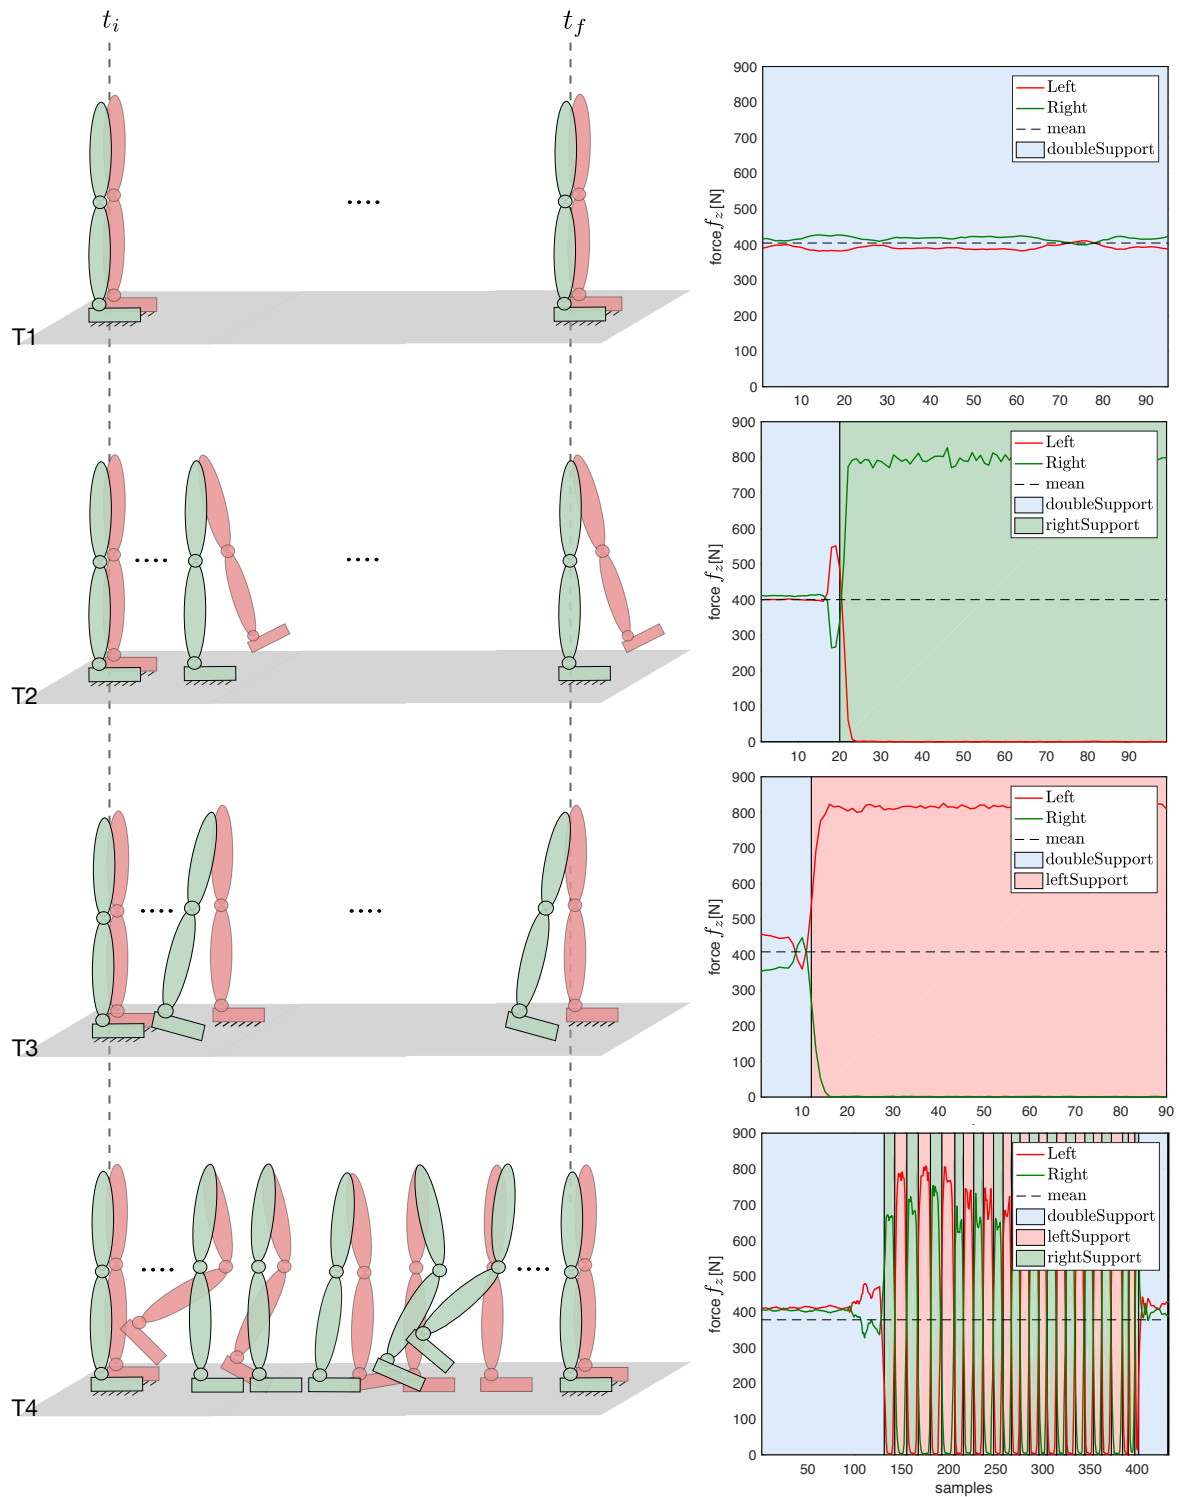 t_i
t_f
T1
T2
T3
T4
900
800
700
600
500
400
300
200
100
0
force f_z[N]
10 20 30 40 50 60 70 80 90
Left
Right
mean
doubleSupport
900
800
700
600
500
400
300
200
100
0
force f_z[N]
10 20 30 40 50 60 70 80 90
Left
Right
mean
doubleSupport
rightSupport
900
800
700
600
500
400
300
200
100
0
force f_z[N]
10 20 30 40 50 60 70 80 90
Left
Right
mean
doubleSupport
leftSupport
900
800
700
600
500
400
300
200
100
0
force f_z[N]
50 100 150 200 250 300 350 400
samples
Left
Right
mean
doubleSupport
leftSupport
rightSupport